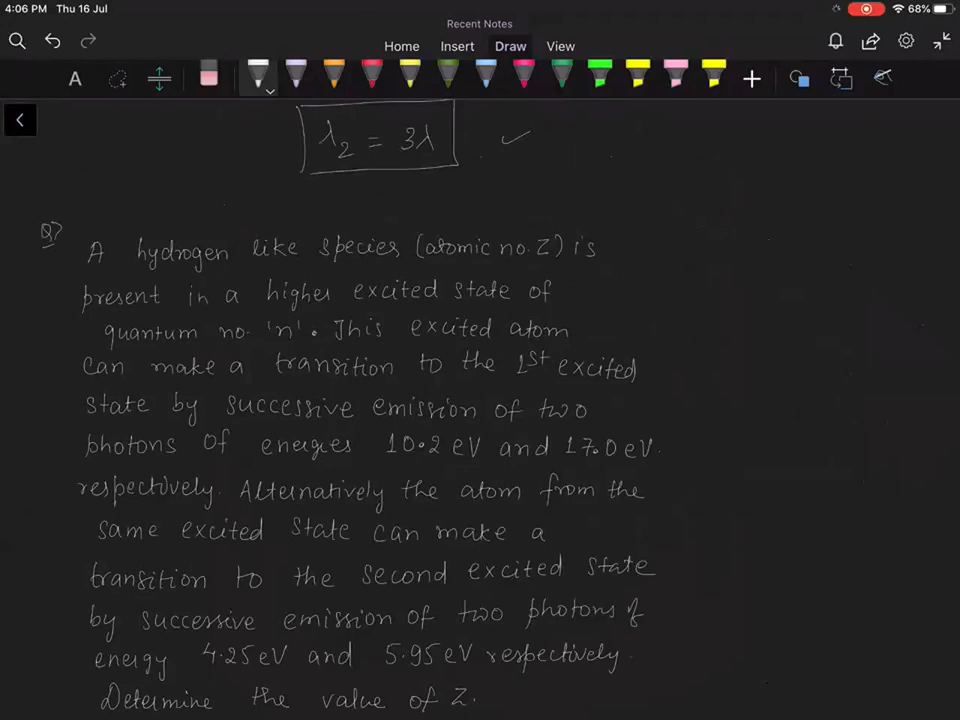 4:06 PM Thu 16 Jul
68%
Recent Notes
Home Insert Draw View
A
λ2 = 3λ
Q7
A hydrogen like species (atomic no. Z) is
present in a higher excited state of
quantum no. 'n'. This excited atom
can make a transition to the 1st excited
state by successive emission of two
photons of energies 10.2 eV and 17.0 eV
respectively. Alternatively the atom from the
same excited state can make a
transition to the second excited state
by successive emission of two photons of
energy 4.25 eV and 5.95 eV respectively.
Determine the value of Z.